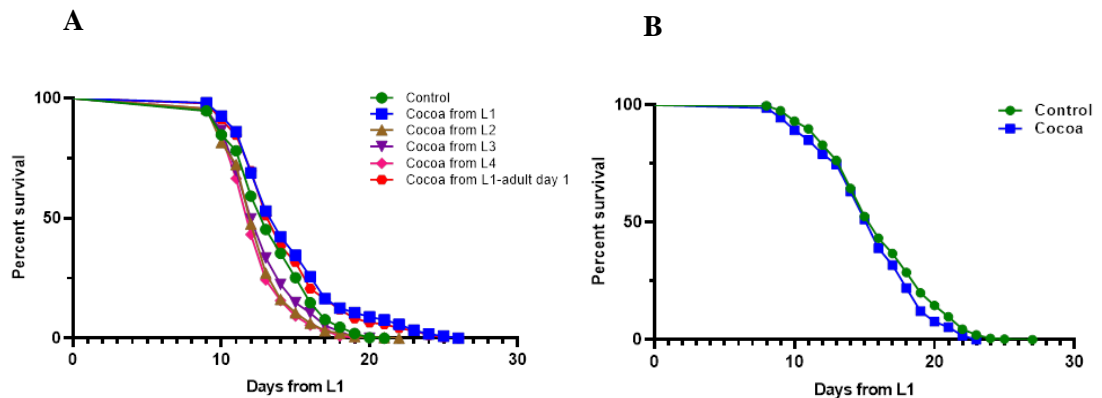 A
B
Control
Cocoa from L1
Cocoa from L2
Cocoa from L3
Cocoa from L4
Cocoa from L1-adult day 1
Percent survival
100
50
0
0 10 20 30
Days from L1
Control
Cocoa
Percent survival
100
50
0
0 10 20 30
Days from L1